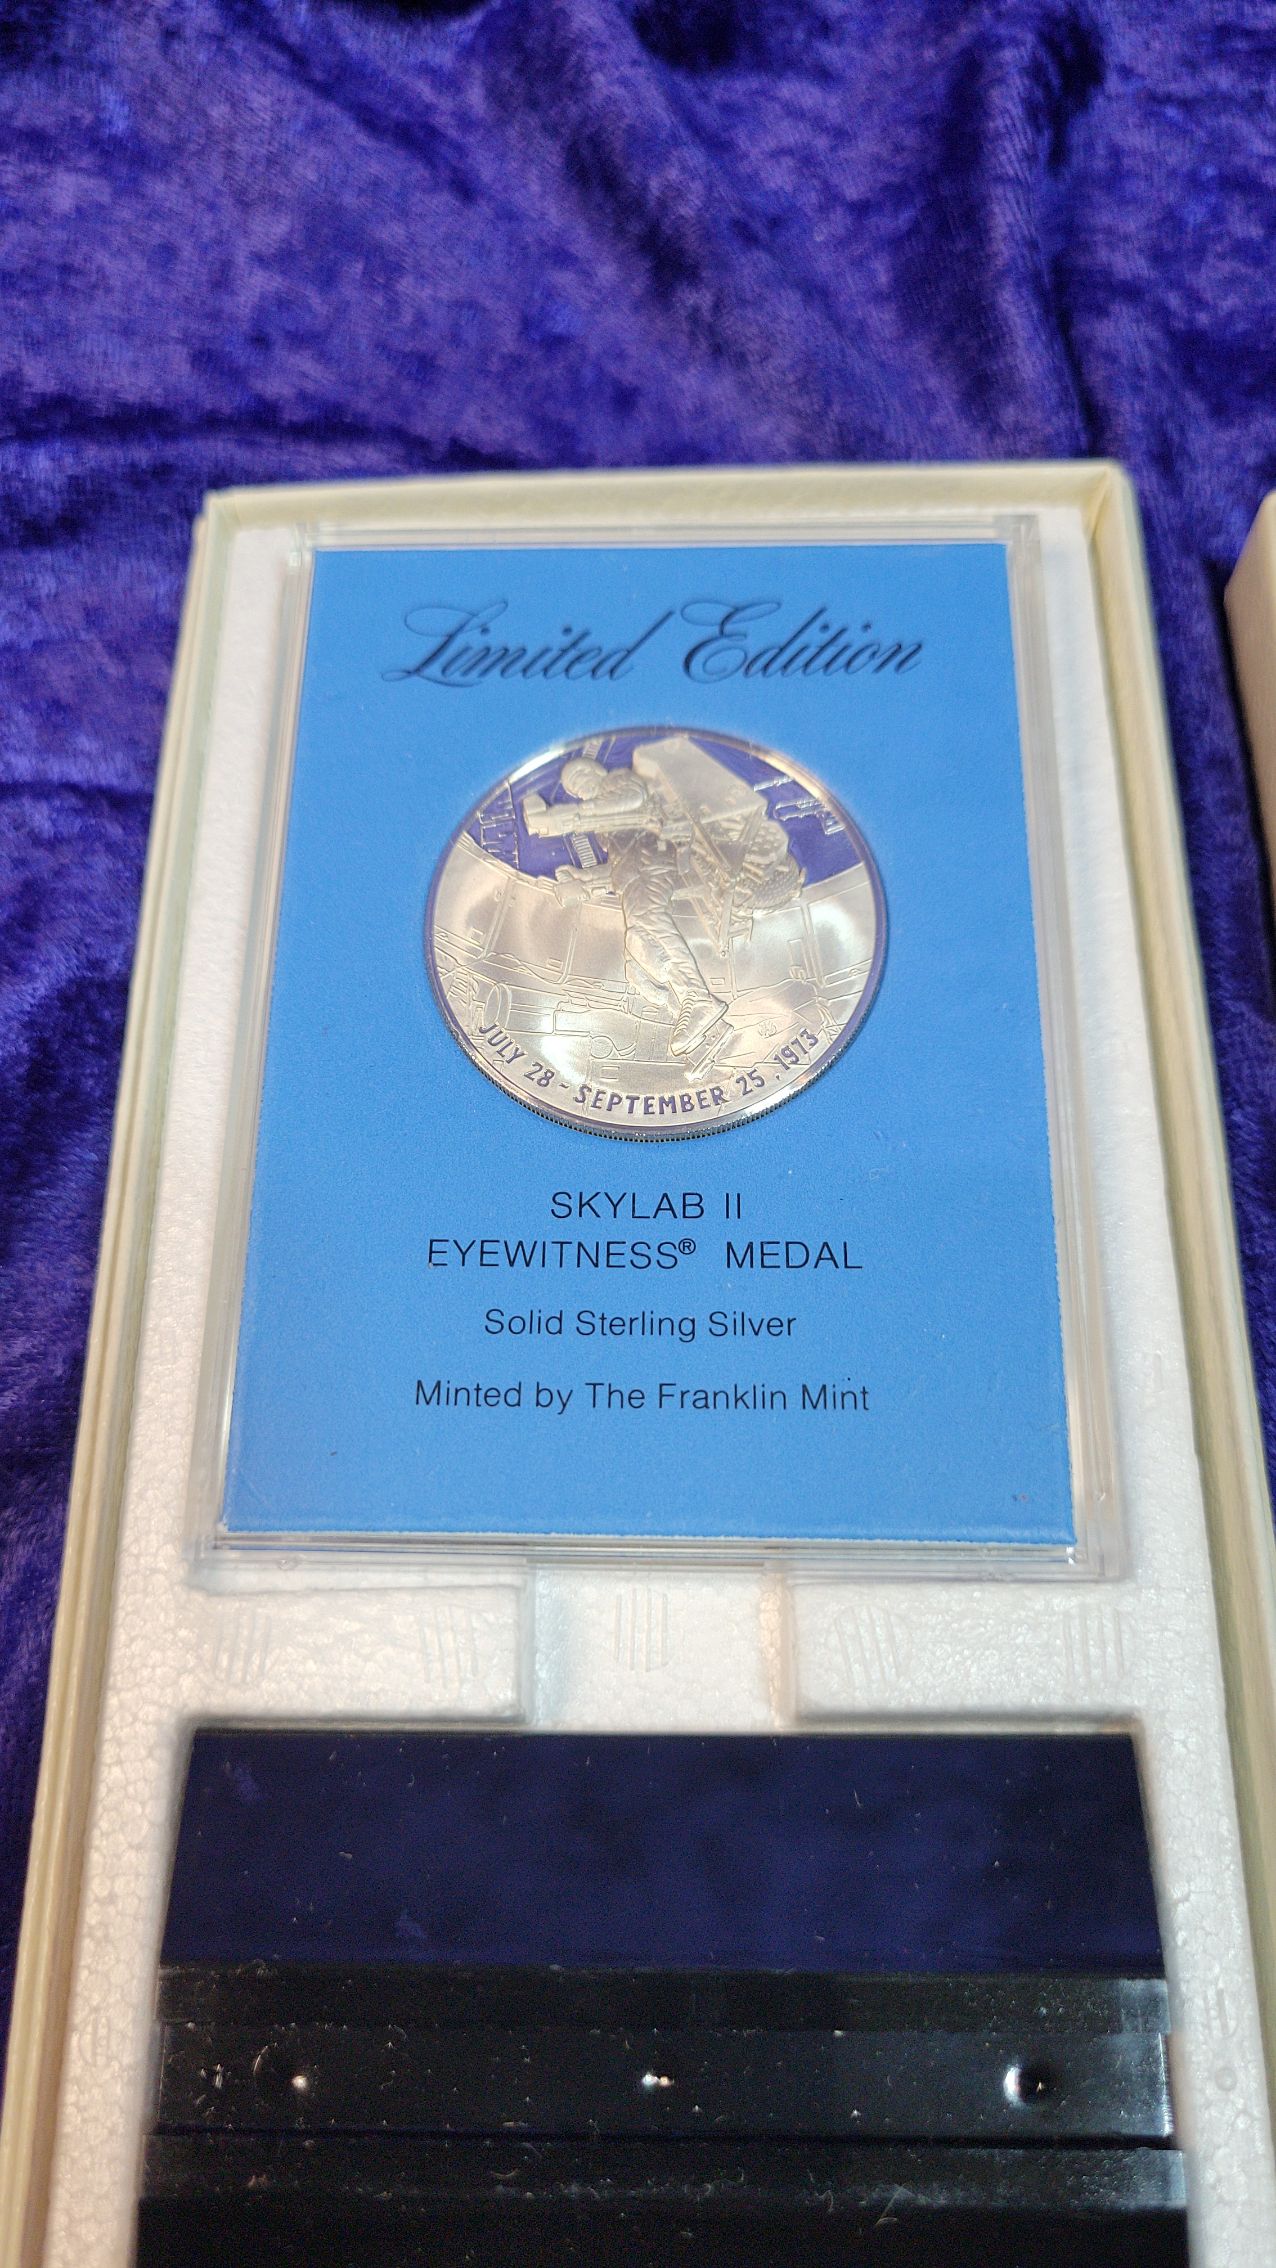 Limited Edition
JULY 28 - SEPTEMBER 25, 1973
SKYLAB II
EYEWITNESS® MEDAL
Solid Sterling Silver
Minted by The Franklin Mint